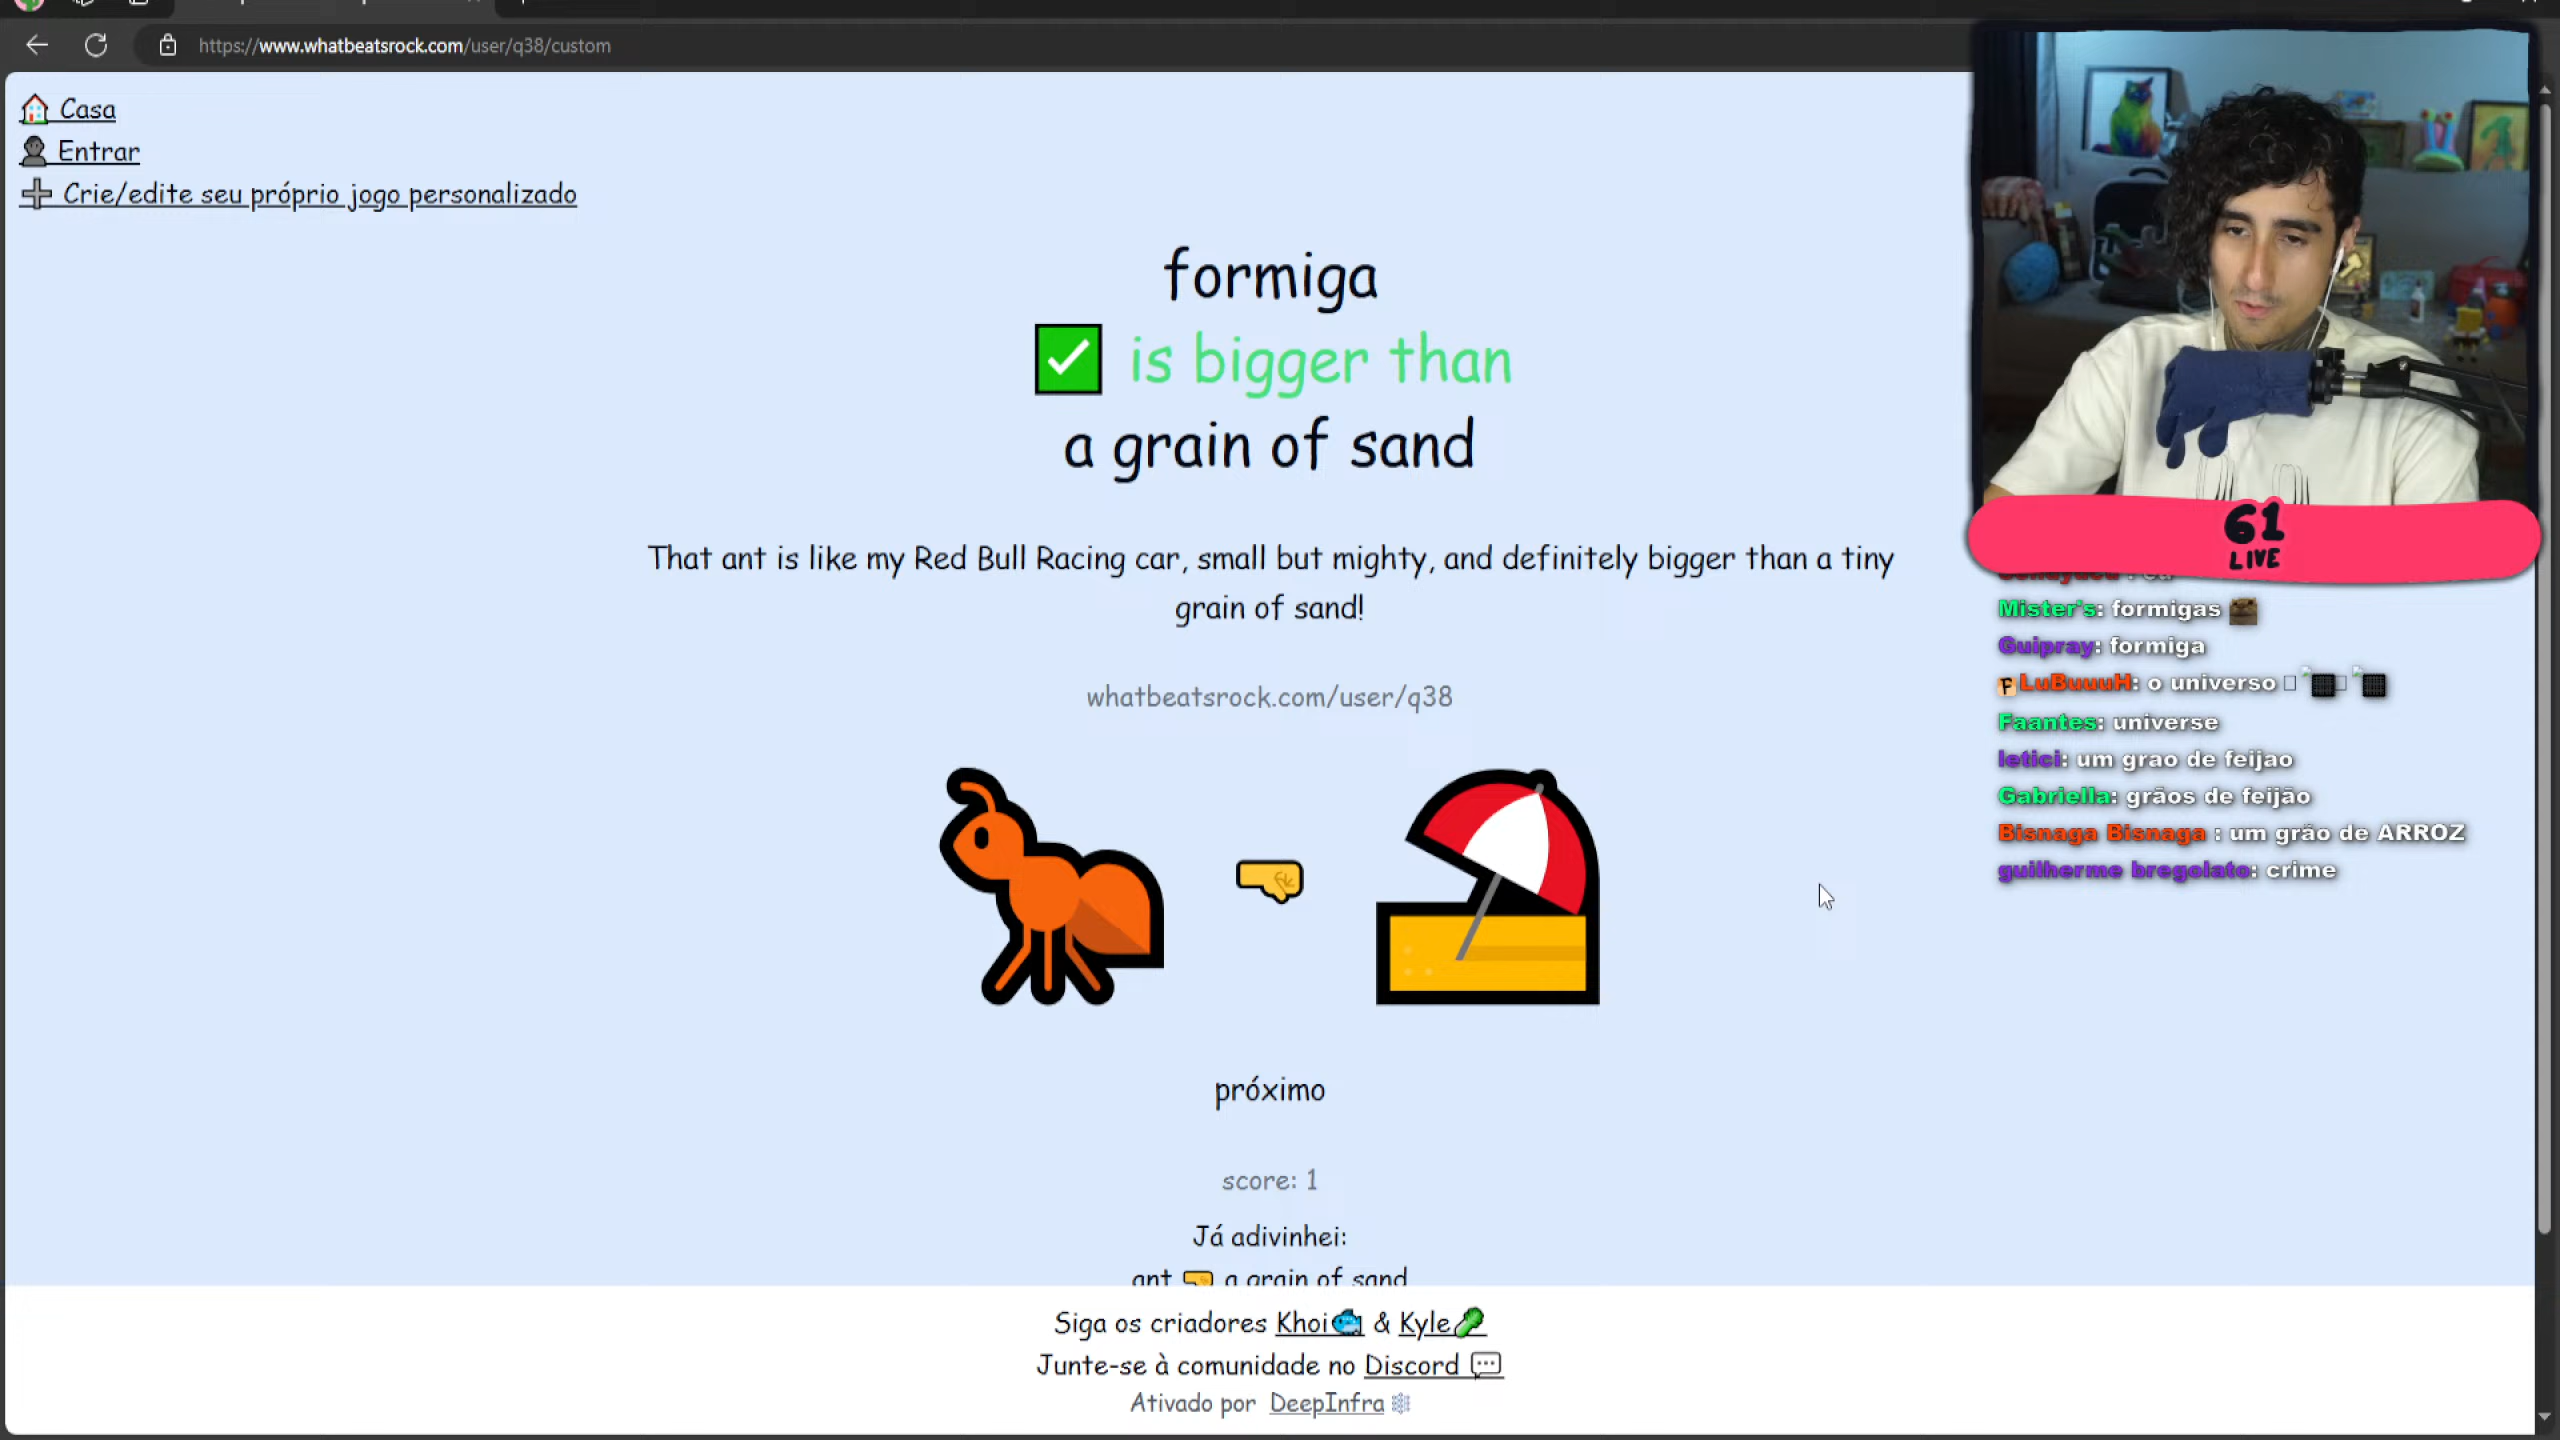 https://www.whatbeatsrock.com/user/q38/custom
Casa
Entrar
Crie/edite seu próprio jogo personalizado
formiga
is bigger than
a grain of sand
That ant is like my Red Bull Racing car, small but mighty, and definitely bigger than a tiny
grain of sand!
whatbeatsrock.com/user/q38
próximo
score: 1
Já adivinhei:
ant a grain of sand
Siga os criadores Khoi & Kyle
Junte-se à comunidade no Discord
Ativado por DeepInfra
61
LIVE
Mister's: formigas
Guipray: formiga
F LuBuuuH: o universo
Faantes: universe
letici: um grao de feijao
Gabriella: grãos de feijão
Bisnaga Bisnaga : um grão de ARROZ
guilherme bregolato: crime